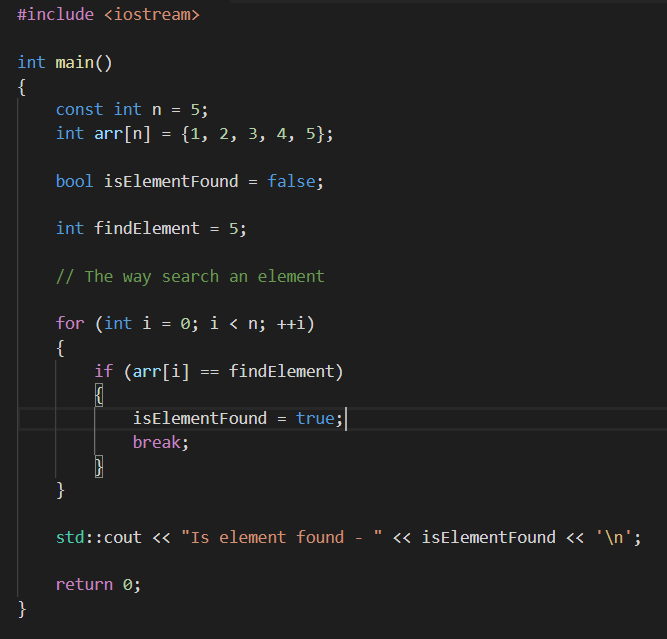 #include <iostream>
int main()
{
    const int n = 5;
    int arr[n] = {1, 2, 3, 4, 5};
    bool isElementFound = false;
    int findElement = 5;
    // The way search an element
    for (int i = 0; i < n; ++i)
    {
        if (arr[i] == findElement)
        {
            isElementFound = true;
            break;
        }
    }
    std::cout << "Is element found - " << isElementFound << '\n';
    return 0;
}